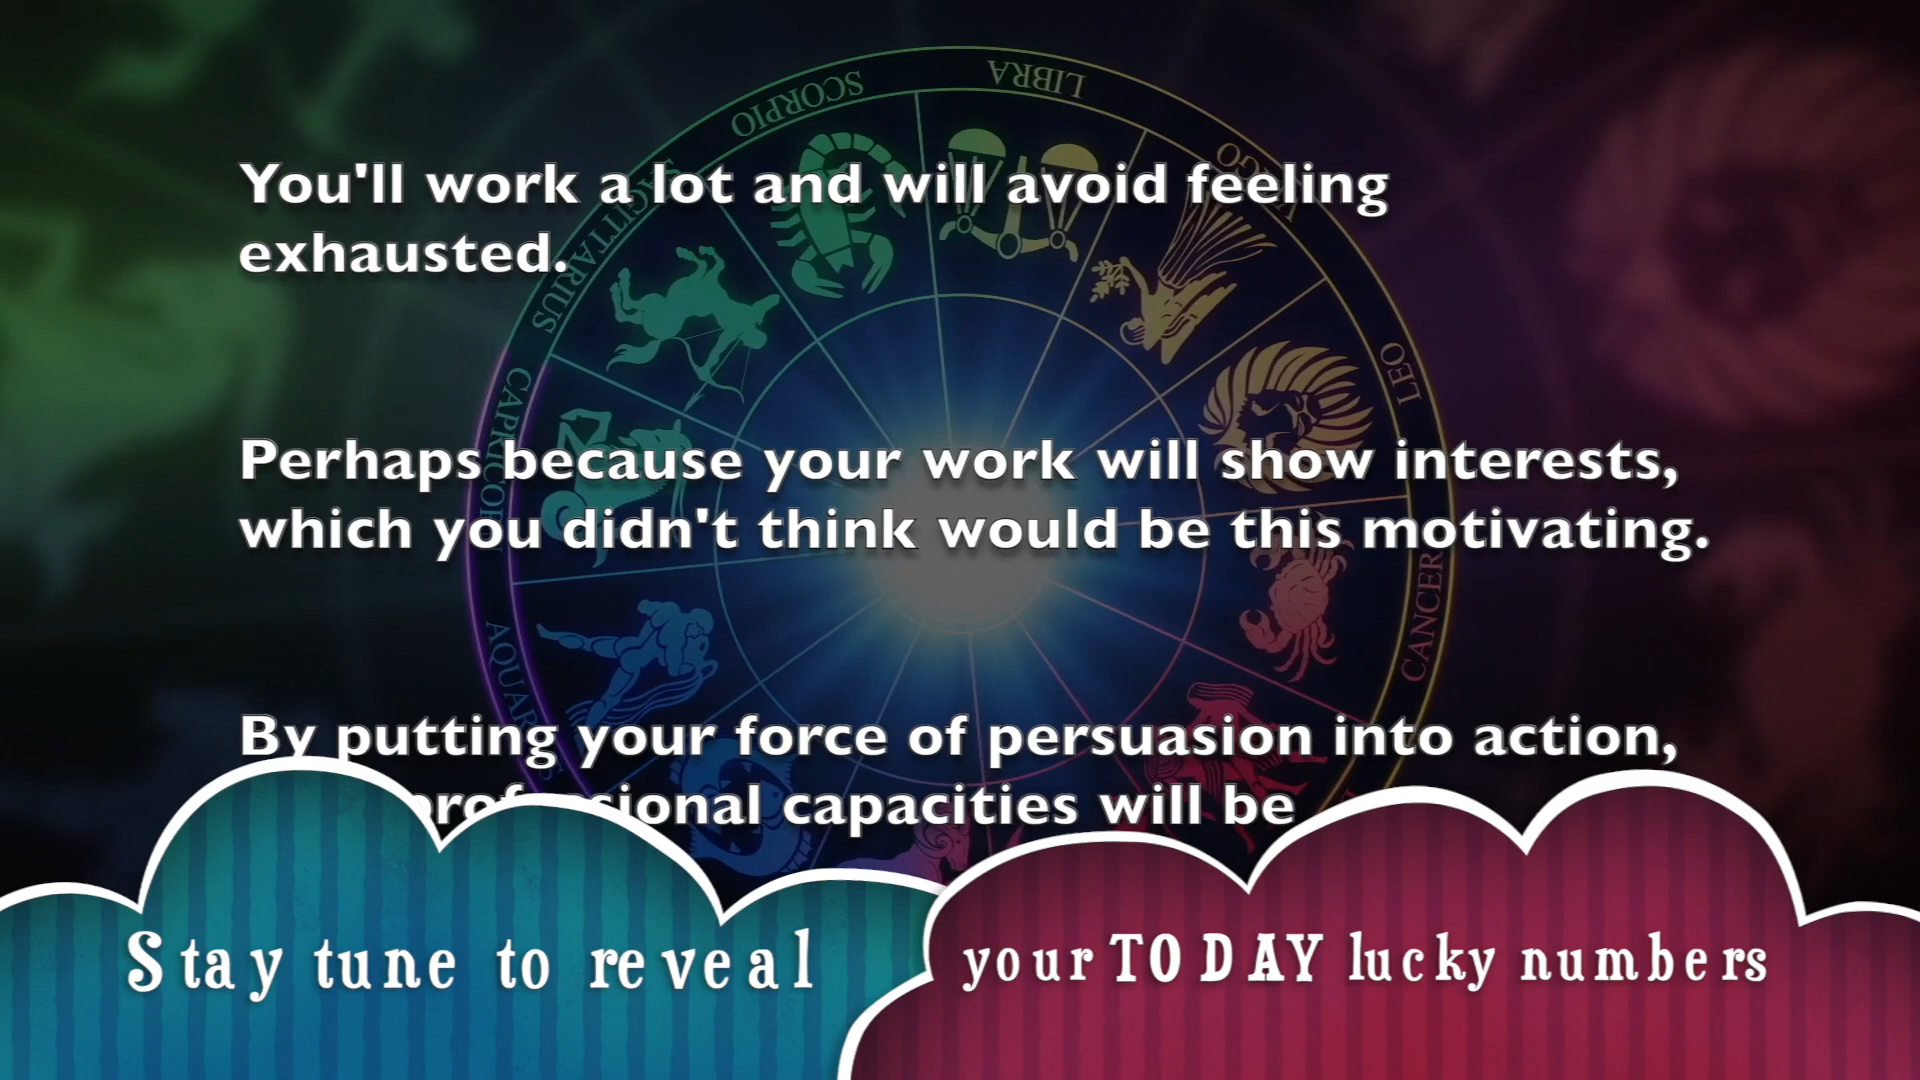 SCORPIO
LIBRA
SAGITTARIUS
LEO
CANCER
You'll work a lot and will avoid feeling
exhausted.
Perhaps because your work will show interests,
which you didn't think would be this motivating.
By putting your force of persuasion into action,
professional capacities will be
Stay tune to reveal
your TODAY lucky numbers